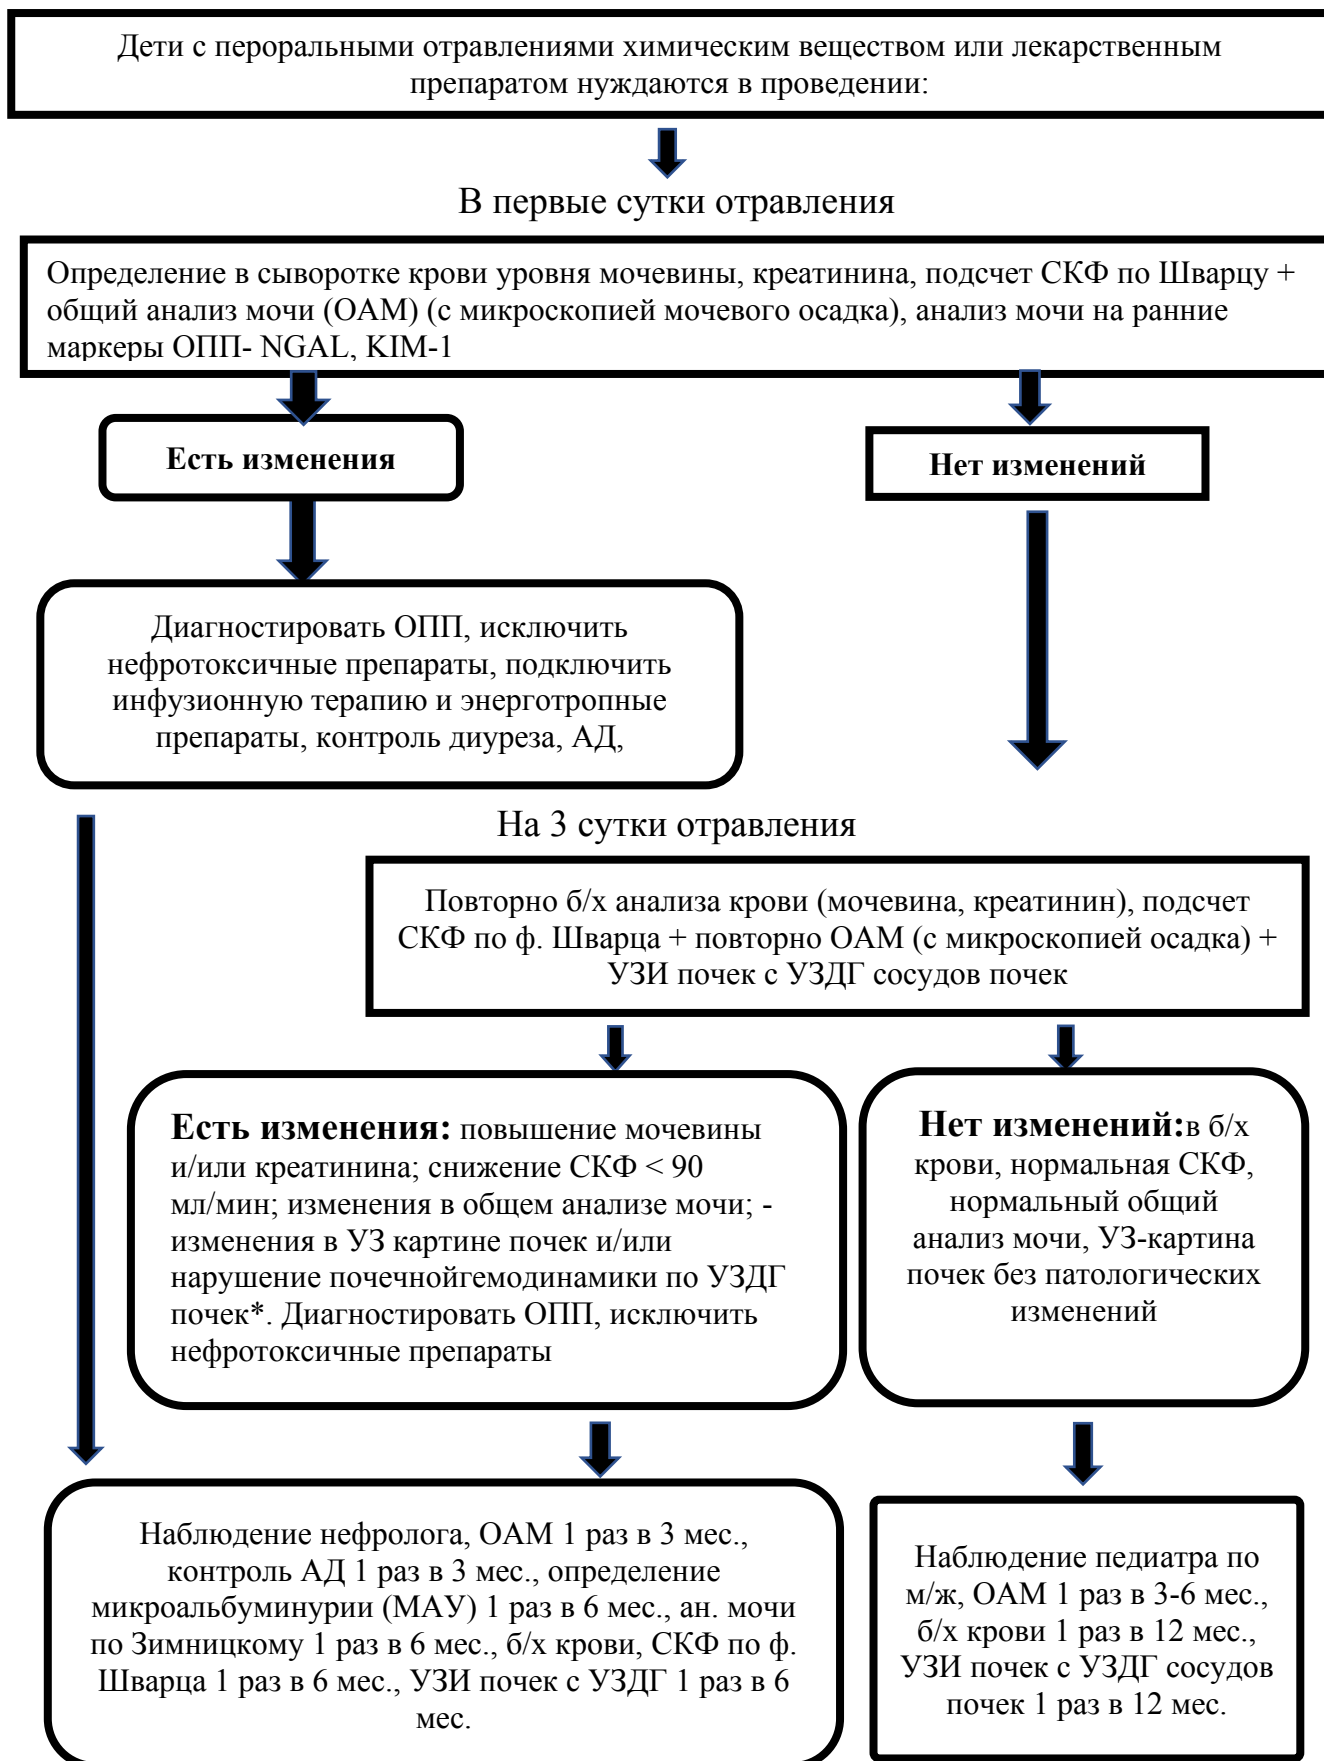 Дети с пероральными отравлениями химическим веществом или лекарственным
препаратом нуждаются в проведении:
В первые сутки отравления
Определение в сыворотке крови уровня мочевины, креатинина, подсчет СКФ по Шварцу +
общий анализ мочи (ОАМ) (с микроскопией мочевого осадка), анализ мочи на ранние
маркеры ОПП- NGAL, KIM-1
Есть изменения
Нет изменений
Диагностировать ОПП, исключить
нефротоксичные препараты, подключить
инфузионную терапию и энерготропные
препараты, контроль диуреза, АД,
На 3 сутки отравления
Повторно б/х анализа крови (мочевина, креатинин), подсчет
СКФ по ф. Шварца + повторно ОАМ (с микроскопией осадка) +
УЗИ почек с УЗДГ сосудов почек
Есть изменения: повышение мочевины
и/или креатинина; снижение СКФ < 90
мл/мин; изменения в общем анализе мочи; -
изменения в УЗ картине почек и/или
нарушение почечнойгемодинамики по УЗДГ
почек*. Диагностировать ОПП, исключить
нефротоксичные препараты
Нет изменений:в б/х
крови, нормальная СКФ,
нормальный общий
анализ мочи, УЗ-картина
почек без патологических
изменений
Наблюдение нефролога, ОАМ 1 раз в 3 мес.,
контроль АД 1 раз в 3 мес., определение
микроальбуминурии (МАУ) 1 раз в 6 мес., ан. мочи
по Зимницкому 1 раз в 6 мес., б/х крови, СКФ по ф.
Шварца 1 раз в 6 мес., УЗИ почек с УЗДГ 1 раз в 6
мес.
Наблюдение педиатра по
м/ж, ОАМ 1 раз в 3-6 мес.,
б/х крови 1 раз в 12 мес.,
УЗИ почек с УЗДГ сосудов
почек 1 раз в 12 мес.